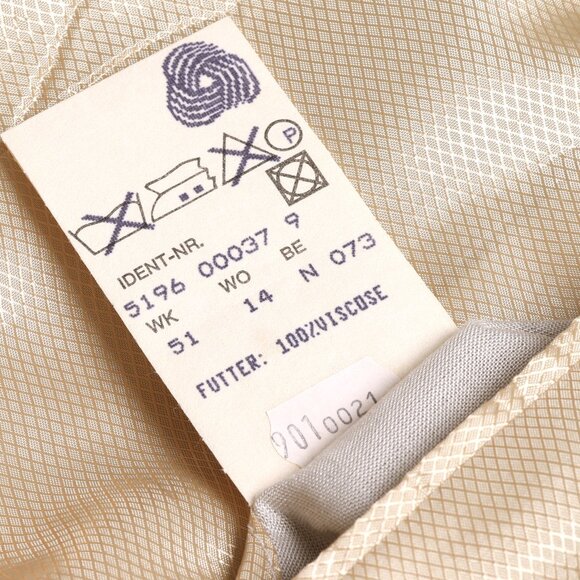 P
IDENT-NR.
5196 00037 9
WK WO BE
51 14 N 073
FUTTER: 100%VISCOSE
9010021